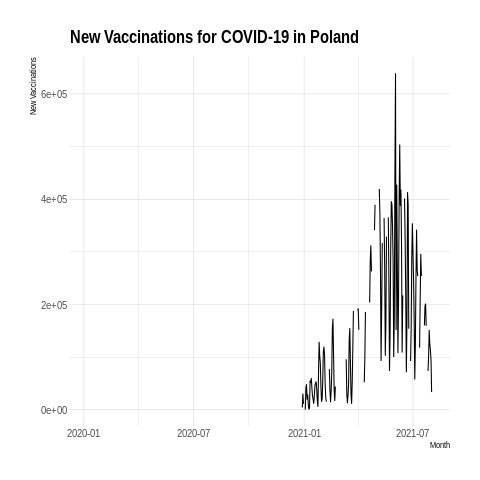 New Vaccinations for COVID-19 in Poland
New Vaccinations
6e+05
4e+05
2e+05
0e+00
2020-01 2020-07 2021-01 2021-07
Month